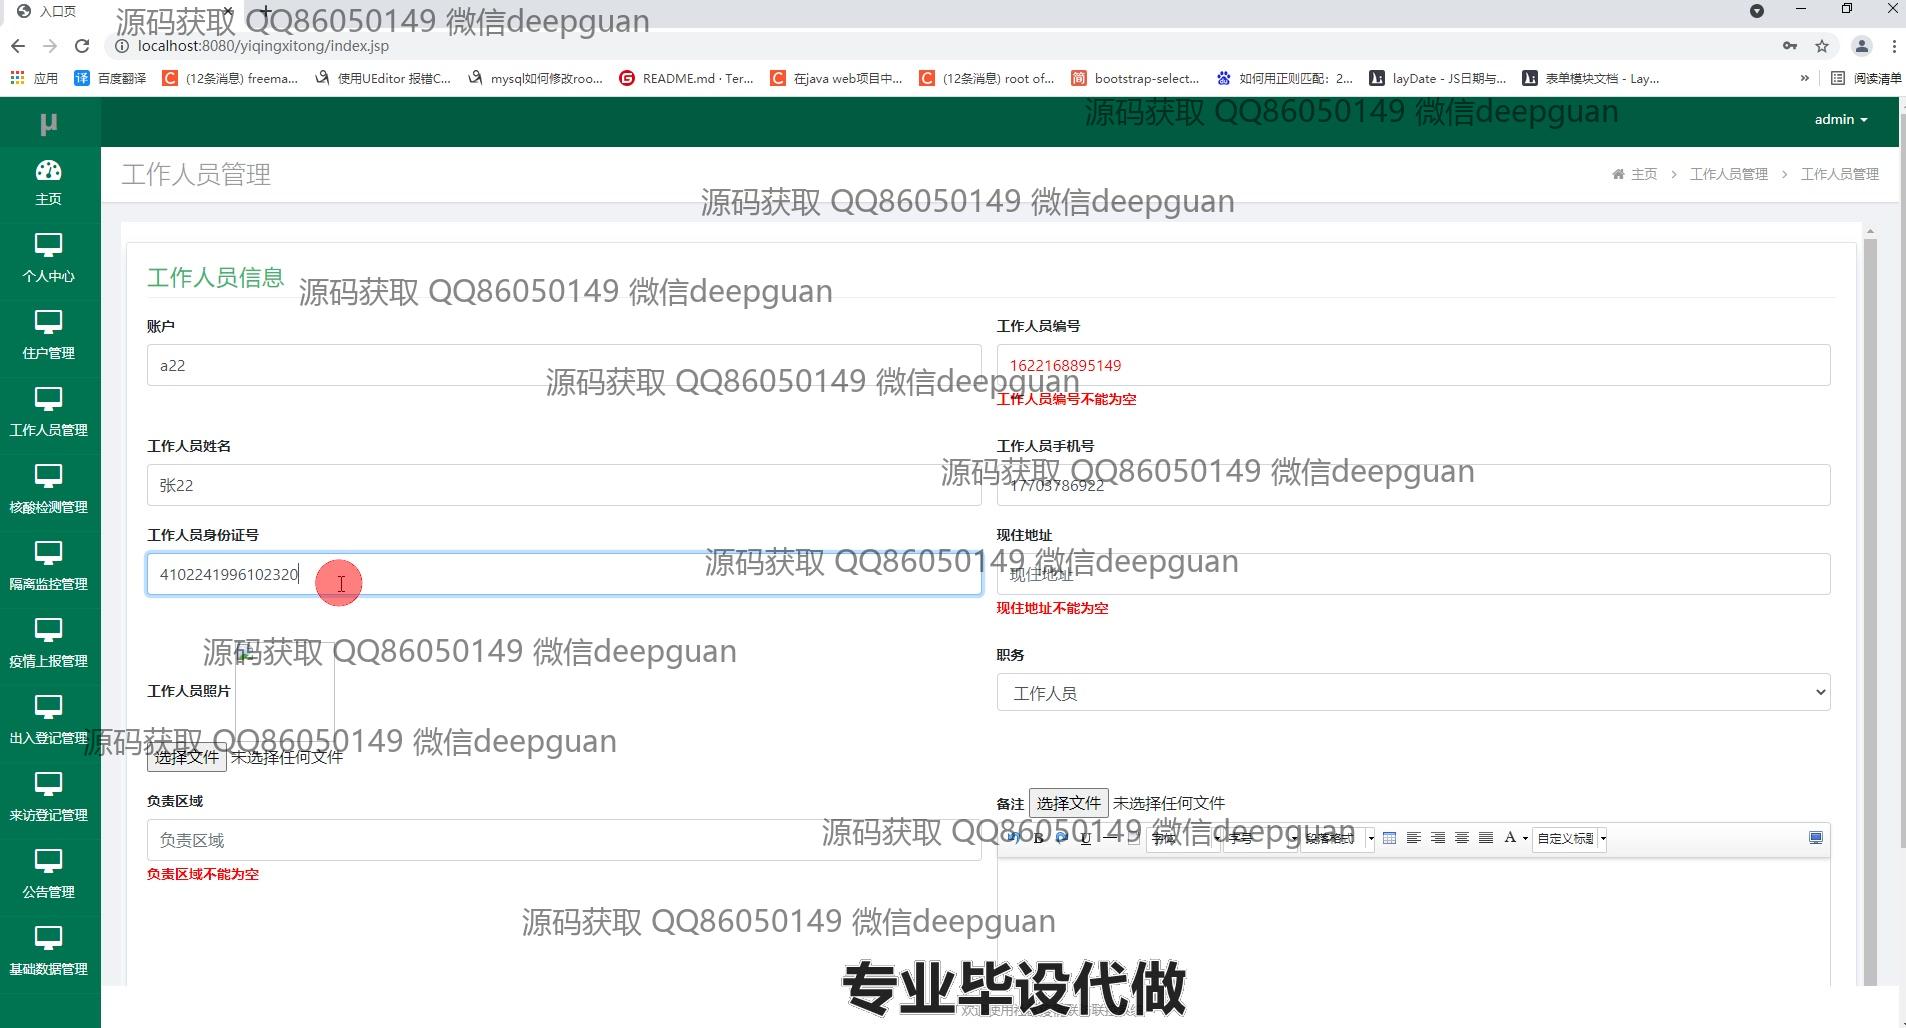 入口页
源码获取 QQ86050149 微信deepguan
localhost:8080/yiqingxitong/index.jsp
应用 百度翻译 (12条消息) freema... 使用UEditor 报错C... mysql如何修改roo... README.md · Ter... 在java web项目中... (12条消息) root of... bootstrap-select... 如何用正则匹配：2... layDate - JS日期与... 表单模块文档 - Lay... » 阅读清单
源码获取 QQ86050149 微信deepguan
μ
admin
主页
工作人员管理
主页 > 工作人员管理 > 工作人员管理
源码获取 QQ86050149 微信deepguan
个人中心
工作人员信息
源码获取 QQ86050149 微信deepguan
账户
工作人员编号
住户管理
a22
1622168895149
源码获取 QQ86050149 微信deepguan
工作人员编号不能为空
工作人员管理
工作人员姓名
工作人员手机号
源码获取 QQ86050149 微信deepguan
张22
17703786922
核酸检测管理
工作人员身份证号
现住地址
源码获取 QQ86050149 微信deepguan
4102241996102320
现住地址
隔离监控管理
现住地址不能为空
源码获取 QQ86050149 微信deepguan
职务
疫情上报管理
工作人员照片
工作人员
出入登记管理
源码获取 QQ86050149 微信deepguan
选择文件 未选择任何文件
负责区域
备注 选择文件 未选择任何文件
来访登记管理
源码获取 QQ86050149 微信deepguan
负责区域
B U 字体 字号 段落格式 A 自定义标题
负责区域不能为空
公告管理
源码获取 QQ86050149 微信deepguan
基础数据管理
专业毕设代做